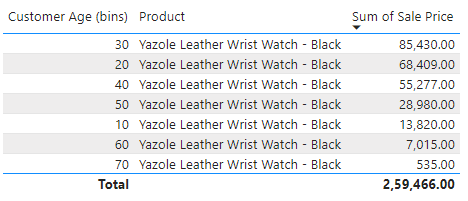 Customer Age (bins) Product Sum of Sale Price
30 Yazole Leather Wrist Watch - Black 85,430.00
20 Yazole Leather Wrist Watch - Black 68,409.00
40 Yazole Leather Wrist Watch - Black 55,277.00
50 Yazole Leather Wrist Watch - Black 28,980.00
10 Yazole Leather Wrist Watch - Black 13,820.00
60 Yazole Leather Wrist Watch - Black 7,015.00
70 Yazole Leather Wrist Watch - Black 535.00
Total 2,59,466.00